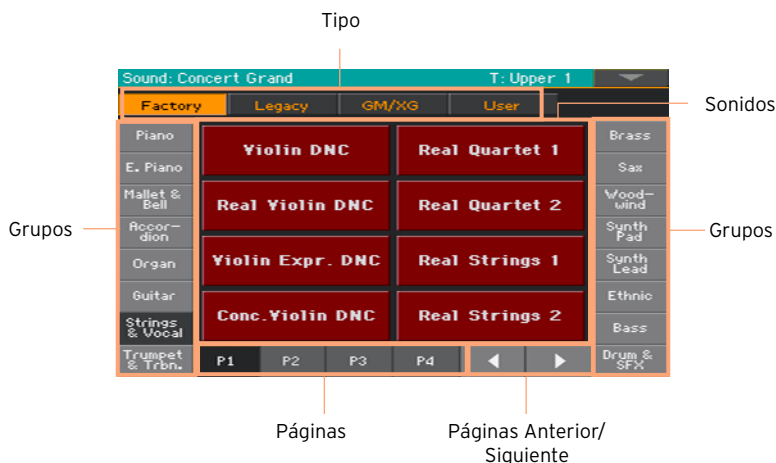 Tipo
Sound: Concert Grand T: Upper 1
Factory Legacy GM/XG User
Sonidos
Grupos
Piano
E. Piano
Mallet &
Bell
Accor-
dion
Organ
Guitar
Strings
& Vocal
Trumpet
& Trbn.
Violin DNC Real Quartet 1
Real Violin DNC Real Quartet 2
Violin Expr. DNC Real Strings 1
Conc.Violin DNC Real Strings 2
Brass
Sax
Wood-
wind
Synth
Pad
Synth
Lead
Ethnic
Bass
Drum &
SFX
Grupos
P1 P2 P3 P4
Páginas
Páginas Anterior/
Siguiente